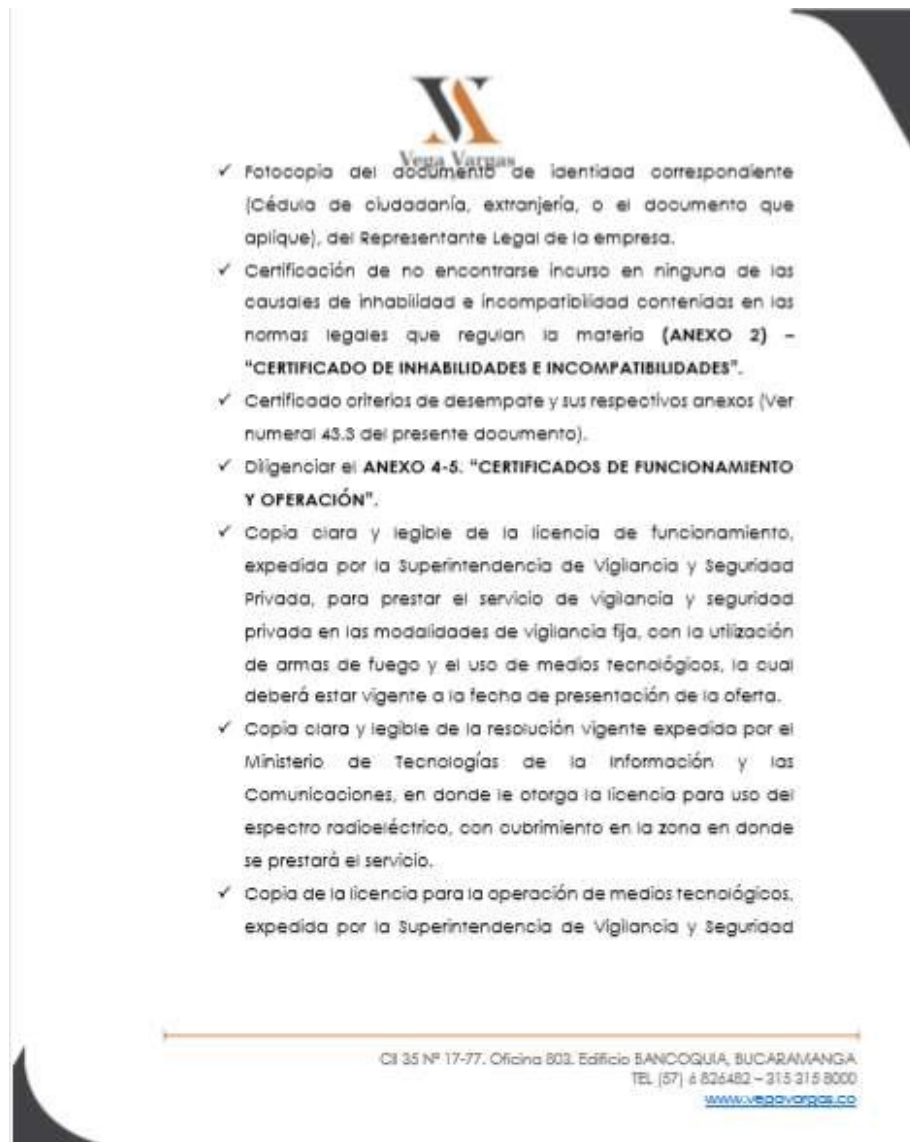 Vega Vargas
✓ Fotocopia del documento de identidad correspondiente
(Cédula de ciudadanía, extranjería, o el documento que
aplique), del Representante Legal de la empresa.
✓ Certificación de no encontrarse incurso en ninguna de las
causales de inhabilidad e incompatibilidad contenidas en las
normas legales que regulan la materia (ANEXO 2) –
“CERTIFICADO DE INHABILIDADES E INCOMPATIBILIDADES”.
✓ Certificado criterios de desempate y sus respectivos anexos (Ver
numeral 43.3 del presente documento).
✓ Diligenciar el ANEXO 4-5. “CERTIFICADOS DE FUNCIONAMIENTO
Y OPERACIÓN”.
✓ Copia clara y legible de la licencia de funcionamiento,
expedida por la Superintendencia de Vigilancia y Seguridad
Privada, para prestar el servicio de vigilancia y seguridad
privada en las modalidades de vigilancia fija, con la utilización
de armas de fuego y el uso de medios tecnológicos, la cual
deberá estar vigente a la fecha de presentación de la oferta.
✓ Copia clara y legible de la resolución vigente expedida por el
Ministerio de Tecnologías de la Información y las
Comunicaciones, en donde le otorga la licencia para uso del
espectro radioeléctrico, con cubrimiento en la zona en donde
se prestará el servicio.
✓ Copia de la licencia para la operación de medios tecnológicos,
expedida por la Superintendencia de Vigilancia y Seguridad
Cll 35 Nº 17-77. Oficina 803. Edificio BANCOQUIA, BUCARAMANGA
TEL (57) 6 826482 – 315 315 8000
www.vegavargas.co